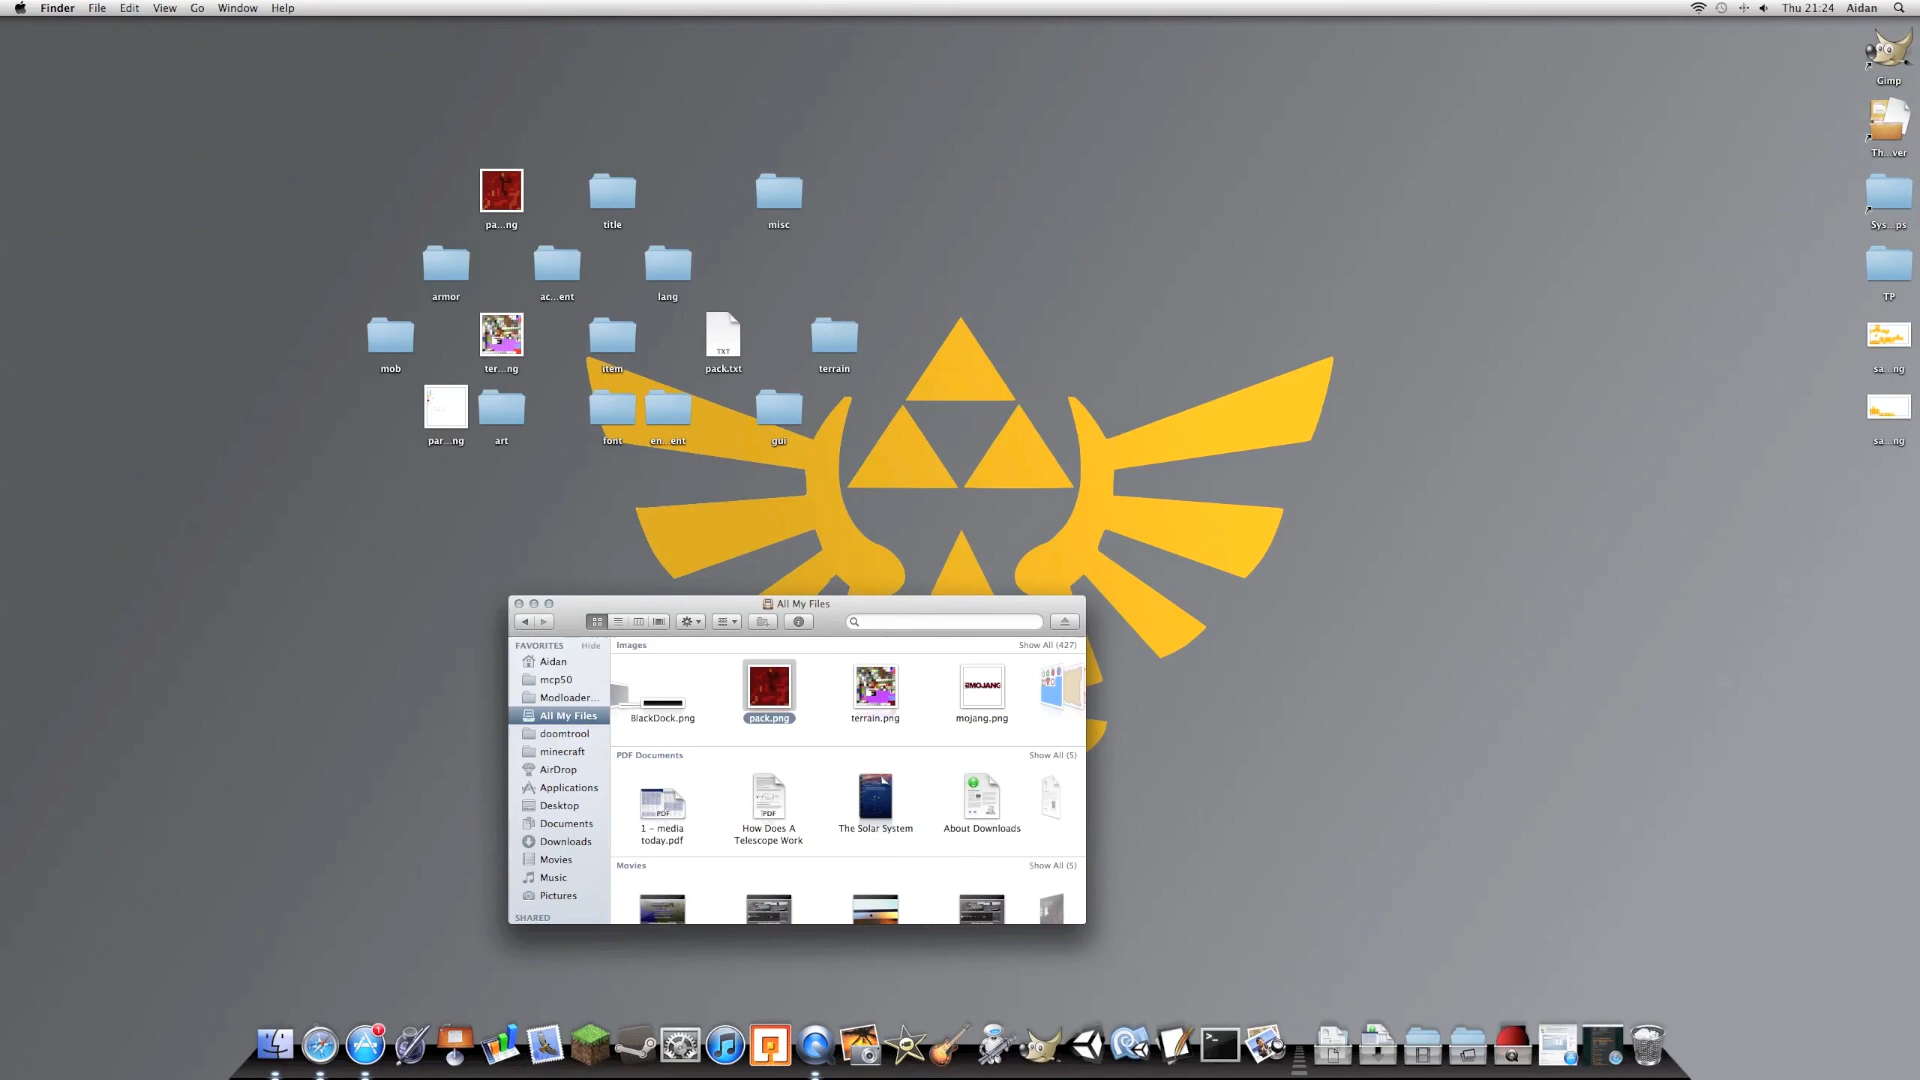 Finder File Edit View Go Window Help
Thu 21:24 Aidan
Gimp
Th...ver
Sys...ps
TP
sa...ng
sa...ng
pa...ng
title
misc
armor
ac...ent
lang
mob
ter...ng
item
TXT
pack.txt
terrain
par...ng
art
font
en...ent
gui
All My Files
FAVORITES Hide
Aidan
mcp50
Modloader...
All My Files
doomtrool
minecraft
AirDrop
Applications
Desktop
Documents
Downloads
Movies
Music
Pictures
SHARED
Images Show All (427)
MOJANG
BlackDock.png
pack.png
terrain.png
mojang.png
PDF Documents Show All (5)
PDF
PDF
1 - media
today.pdf
How Does A
Telescope Work
The Solar System
About Downloads
Movies Show All (5)
1